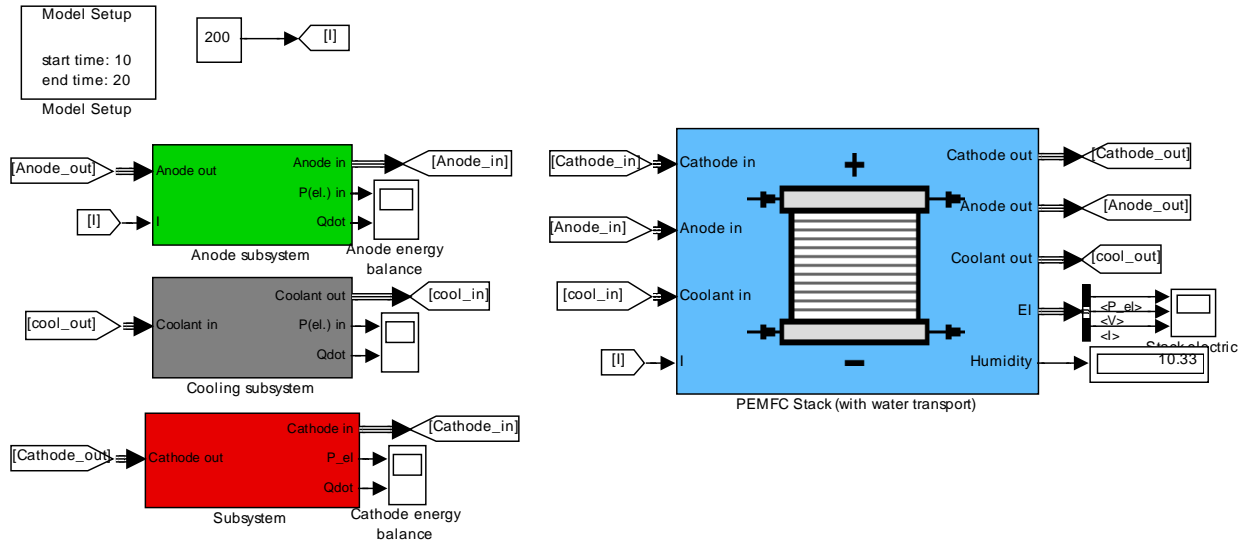 Model Setup
start time: 10
end time: 20
Model Setup
200
[I]
[Anode_out]
[I]
Anode out
I
Anode in
P(el.) in
Qdot
[Anode_in]
Anode subsystem
Anode energy
balance
[cool_out]
Coolant in
Coolant out
P(el.) in
Qdot
[cool_in]
Cooling subsystem
[Cathode_out]
Cathode out
Cathode in
P_el
Qdot
[Cathode_in]
Subsystem
Cathode energy
balance
[Cathode_in]
[Anode_in]
[cool_in]
[I]
Cathode in
Anode in
Coolant in
I
+
−
Cathode out
Anode out
Coolant out
El
Humidity
[Cathode_out]
[Anode_out]
[cool_out]
<P_el>
<V>
<I>
Stack electric
10.33
PEMFC Stack (with water transport)